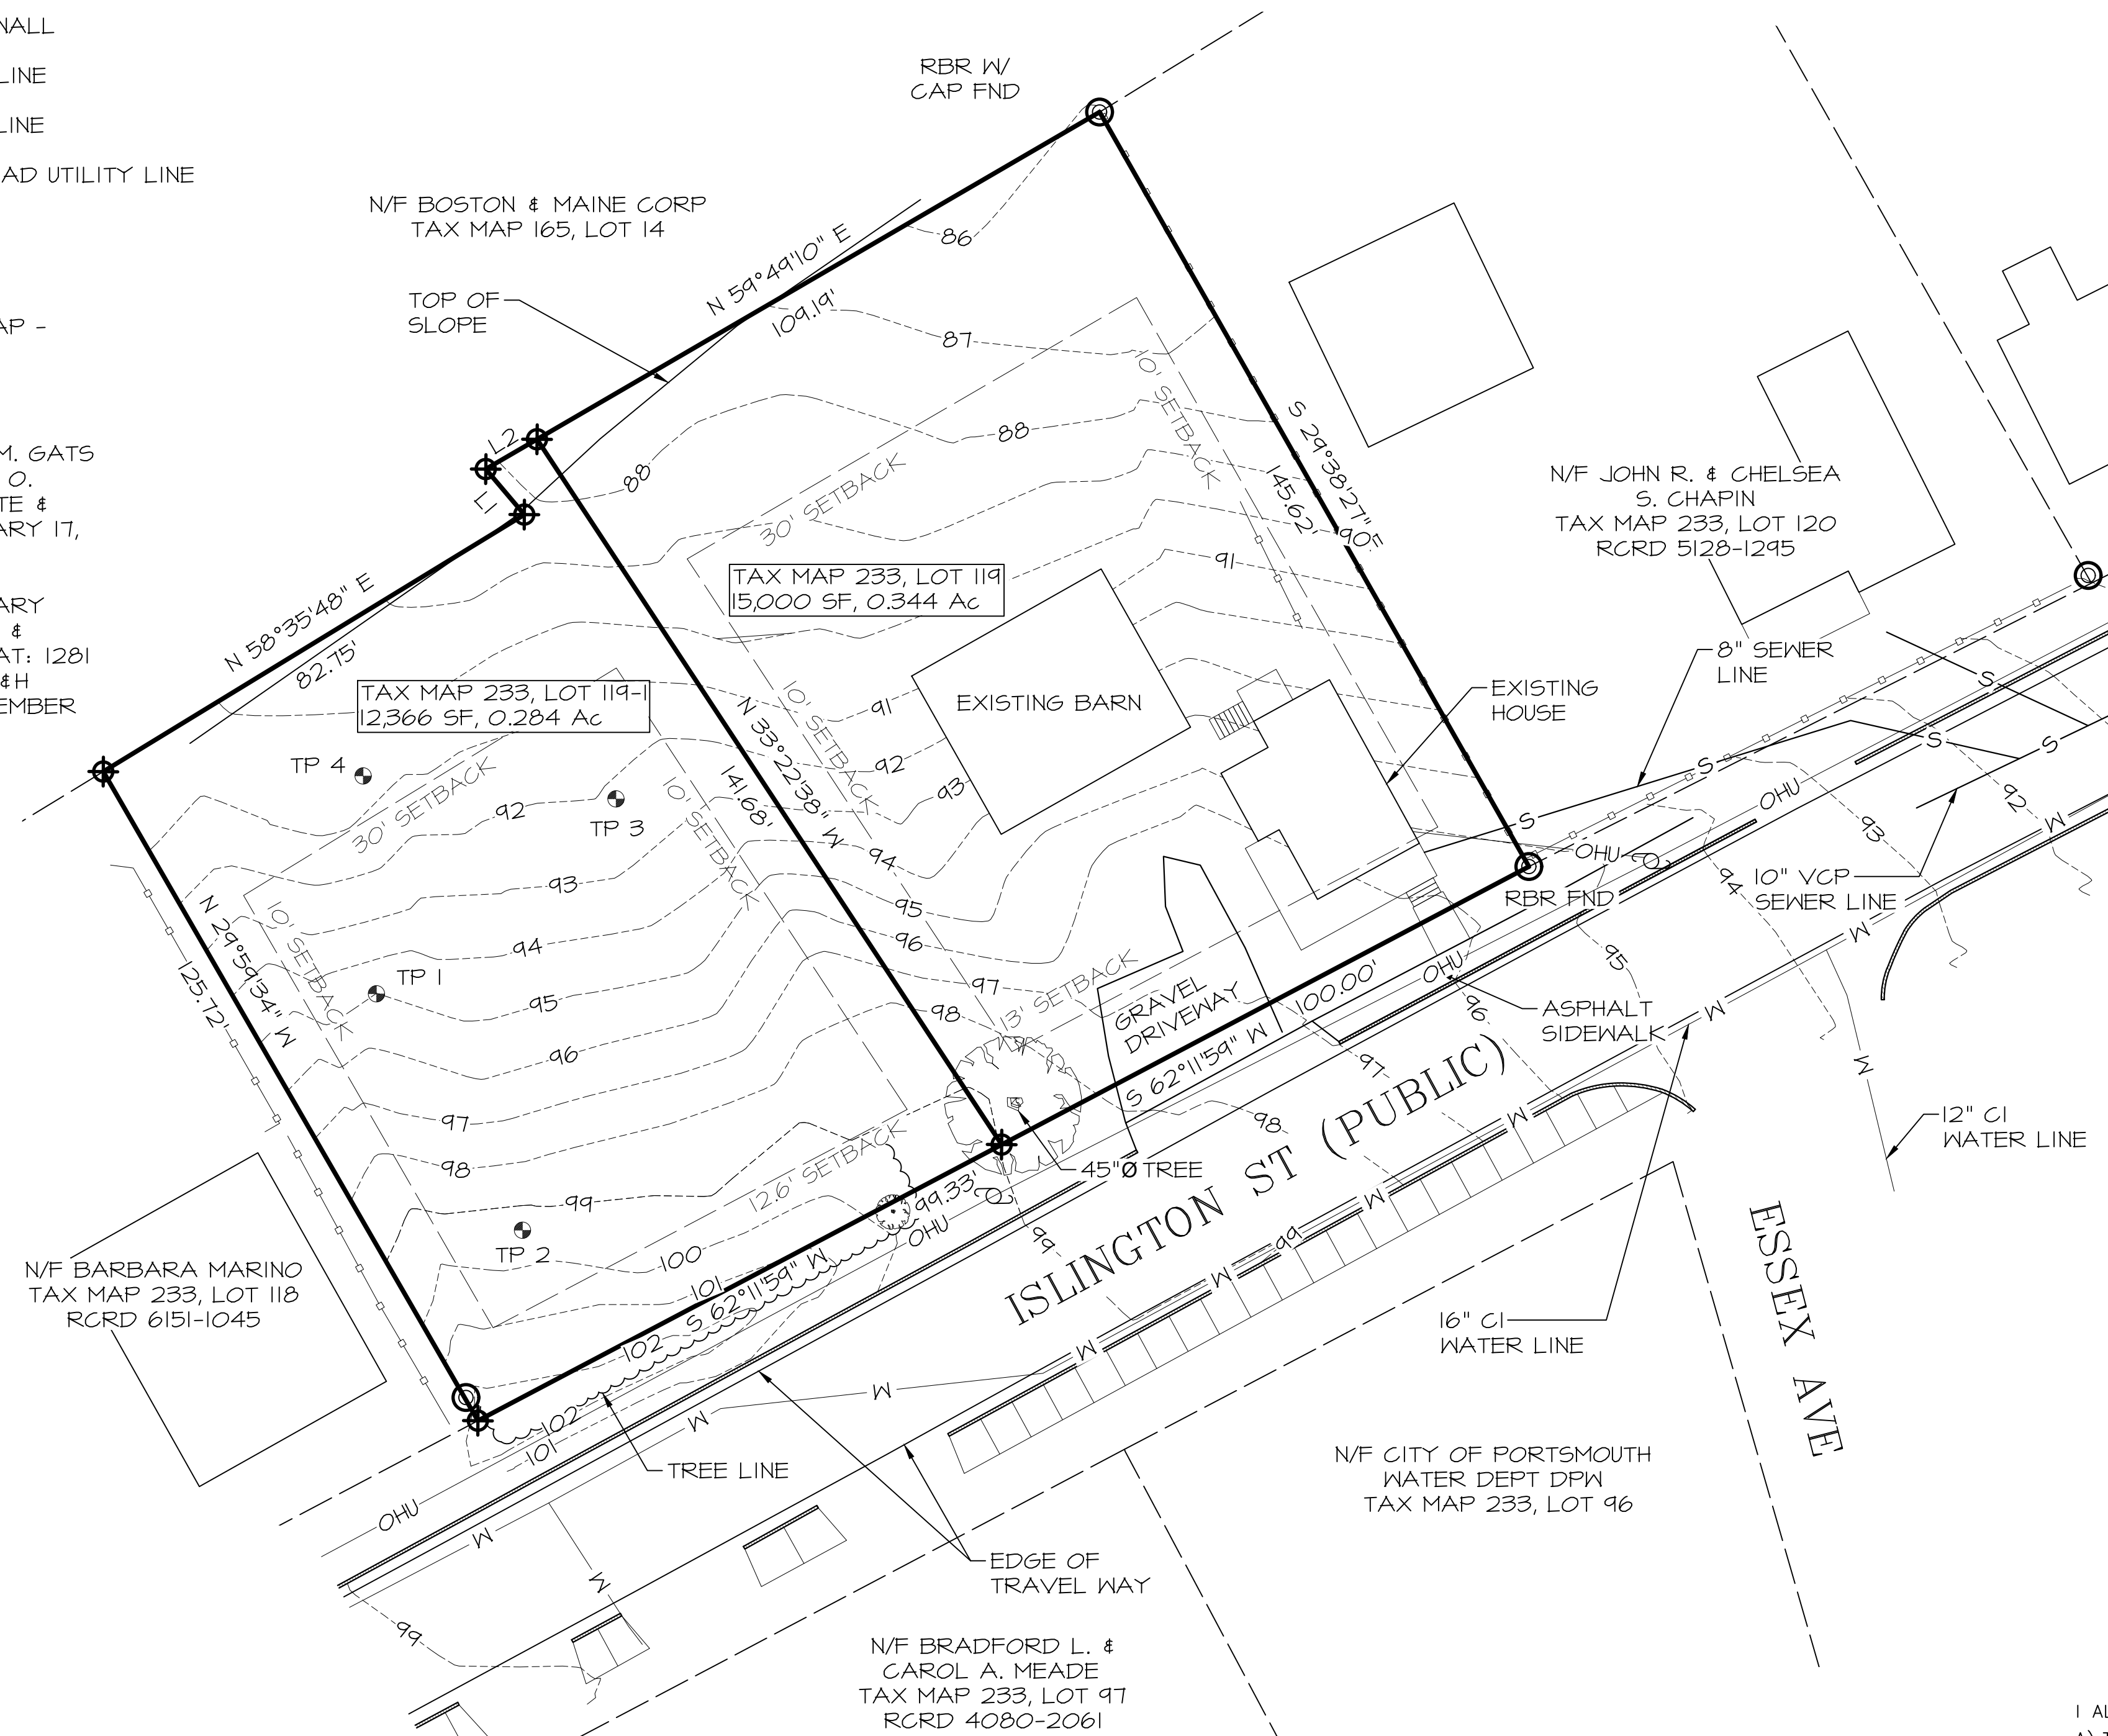 NALL
LINE
LINE
AD UTILITY LINE
AP -
M. GATS
O.
TE &
ARY 17,
ARY
&
AT: 1281
&H
EMBER
RBR W/
CAP FND
N/F BOSTON & MAINE CORP
TAX MAP 165, LOT 14
TOP OF
SLOPE
N 59°49'10" E
109.19'
86
87
88
88
L2
L1
30' SETBACK
10' SETBACK
S 29°38'27" E
145.62'
90
91
N/F JOHN R. & CHELSEA
S. CHAPIN
TAX MAP 233, LOT 120
RCRD 5128-1295
N 58°35'48" E
82.75'
TAX MAP 233, LOT 119
15,000 SF, 0.344 Ac
TAX MAP 233, LOT 119-1
12,366 SF, 0.284 Ac
EXISTING BARN
EXISTING
HOUSE
8" SEWER
LINE
10' SETBACK
N 33°22'38" W
141.68'
91
92
93
94
95
96
97
98
TP 4
TP 3
30' SETBACK
10' SETBACK
92
93
94
95
96
97
98
99
100
101
102
10' SETBACK
N 29°59'34" W
125.72'
TP 1
TP 2
13' SETBACK
12.6' SETBACK
GRAVEL
DRIVEWAY
S 62°11'59" W
100.00'
S 62°11'59" W
99.33'
RBR FND
OHU
OHU
OHU
OHU
OHU
S
S
S
S
S
10" VCP
SEWER LINE
92
93
94
95
96
97
98
99
99
ASPHALT
SIDEWALK
45"Ø TREE
ISLINGTON ST (PUBLIC)
ESSEX AVE
12" CI
WATER LINE
16" CI
WATER LINE
W
W
W
W
W
W
W
W
W
W
W
W
W
N/F BARBARA MARINO
TAX MAP 233, LOT 118
RCRD 6151-1045
102
101
99
TREE LINE
EDGE OF
TRAVEL WAY
N/F CITY OF PORTSMOUTH
WATER DEPT DPW
TAX MAP 233, LOT 96
N/F BRADFORD L. &
CAROL A. MEADE
TAX MAP 233, LOT 97
RCRD 4080-2061